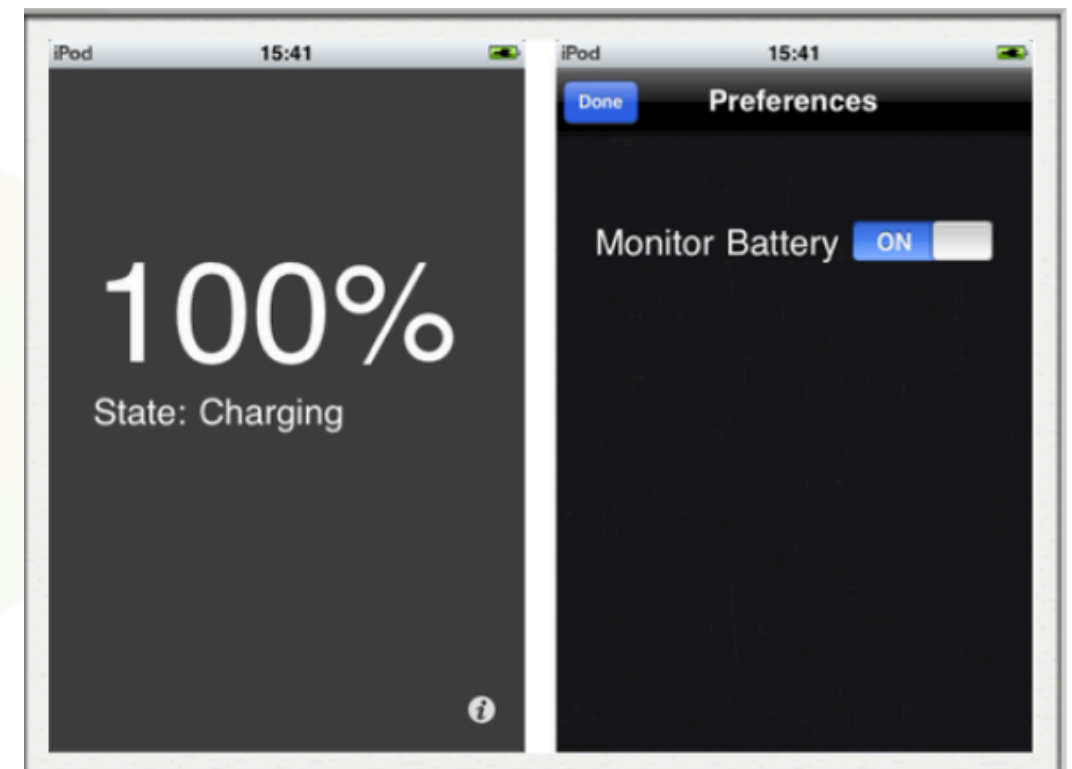 iPod 15:41
100%
State: Charging
i
iPod 15:41
Done Preferences
Monitor Battery ON